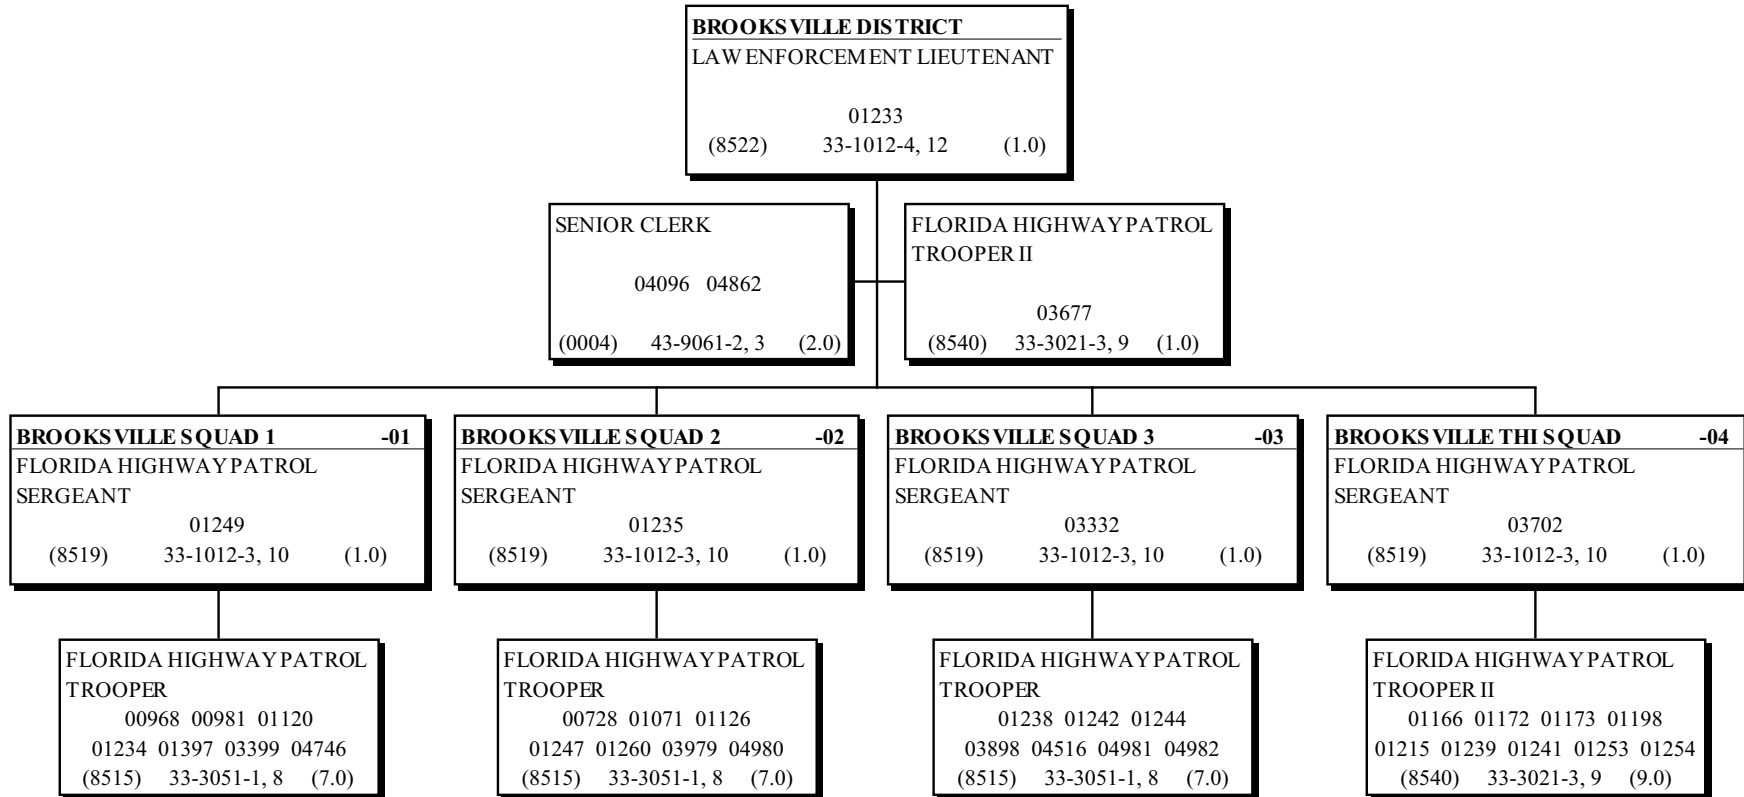 BROOKSVILLE DISTRICT
LAW ENFORCEMENT LIEUTENANT
01233
(8522) 33-1012-4, 12 (1.0)
SENIOR CLERK
04096 04862
(0004) 43-9061-2, 3 (2.0)
FLORIDA HIGHWAY PATROL
TROOPER II
03677
(8540) 33-3021-3, 9 (1.0)
BROOKSVILLE SQUAD 1 -01
FLORIDA HIGHWAY PATROL
SERGEANT
01249
(8519) 33-1012-3, 10 (1.0)
BROOKSVILLE SQUAD 2 -02
FLORIDA HIGHWAY PATROL
SERGEANT
01235
(8519) 33-1012-3, 10 (1.0)
BROOKSVILLE SQUAD 3 -03
FLORIDA HIGHWAY PATROL
SERGEANT
03332
(8519) 33-1012-3, 10 (1.0)
BROOKSVILLE THI SQUAD -04
FLORIDA HIGHWAY PATROL
SERGEANT
03702
(8519) 33-1012-3, 10 (1.0)
FLORIDA HIGHWAY PATROL
TROOPER
00968 00981 01120
01234 01397 03399 04746
(8515) 33-3051-1, 8 (7.0)
FLORIDA HIGHWAY PATROL
TROOPER
00728 01071 01126
01247 01260 03979 04980
(8515) 33-3051-1, 8 (7.0)
FLORIDA HIGHWAY PATROL
TROOPER
01238 01242 01244
03898 04516 04981 04982
(8515) 33-3051-1, 8 (7.0)
FLORIDA HIGHWAY PATROL
TROOPER II
01166 01172 01173 01198
01215 01239 01241 01253 01254
(8540) 33-3021-3, 9 (9.0)